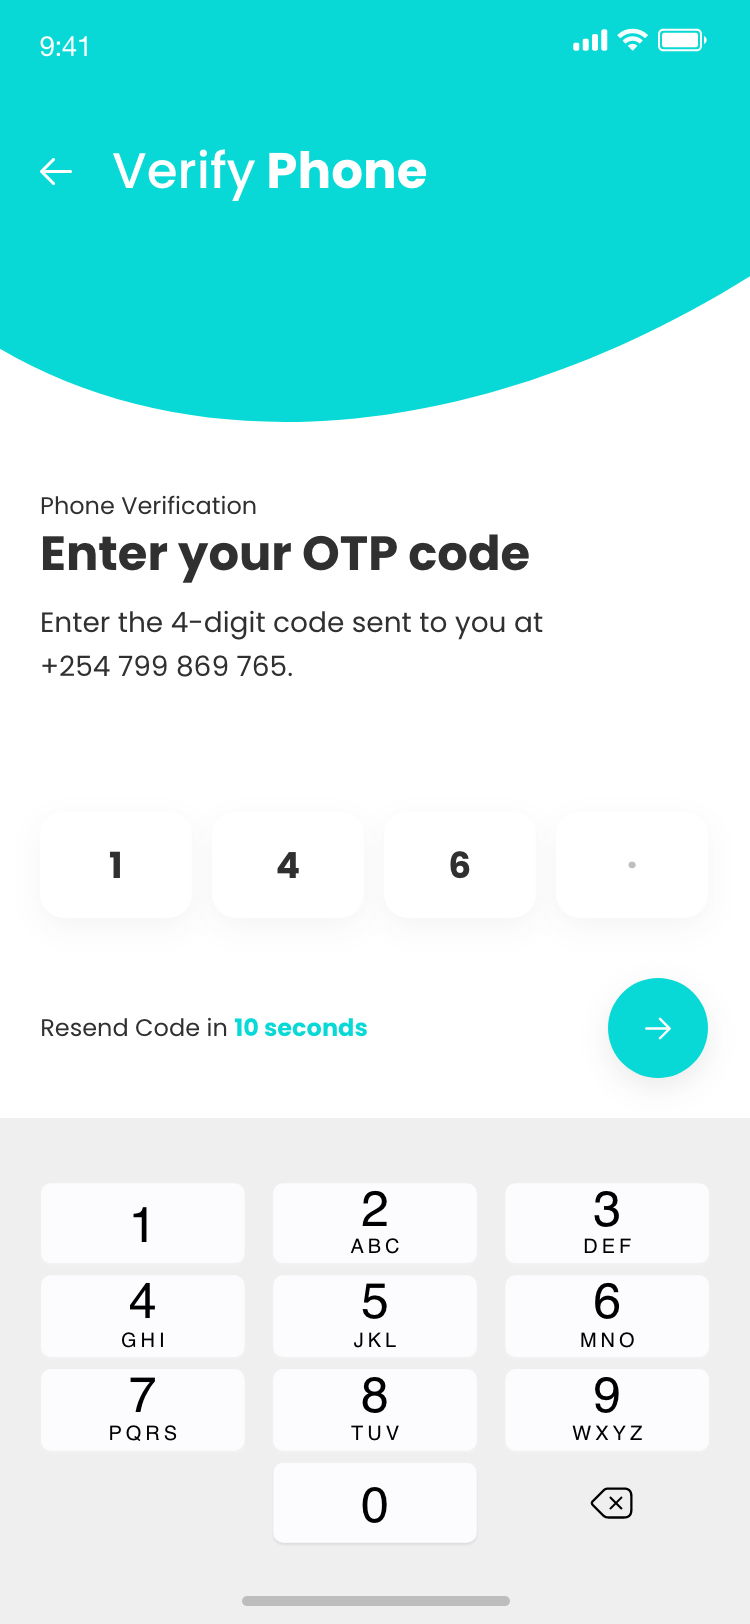 9:41
Verify Phone
Phone Verification
Enter your OTP code
Enter the 4-digit code sent to you at
+254 799 869 765.
1 4 6
Resend Code in 10 seconds
1 2 3
ABC DEF
4 5 6
GHI JKL MNO
7 8 9
PQRS TUV WXYZ
0